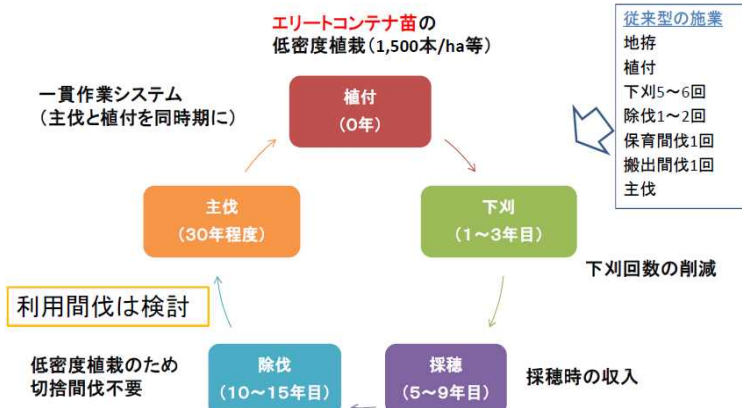 エリートコンテナ苗の
低密度植栽(1,500本/ha等)
従来型の施業
地拵
植付
下刈5~6回
除伐1~2回
保育間伐1回
搬出間伐1回
主伐
一貫作業システム
(主伐と植付を同時期に)
植付
(0年)
主伐
(30年程度)
下刈
(1~3年目)
下刈回数の削減
利用間伐は検討
低密度植栽のため
切捨間伐不要
除伐
(10~15年目)
採穂
(5~9年目)
採穂時の収入